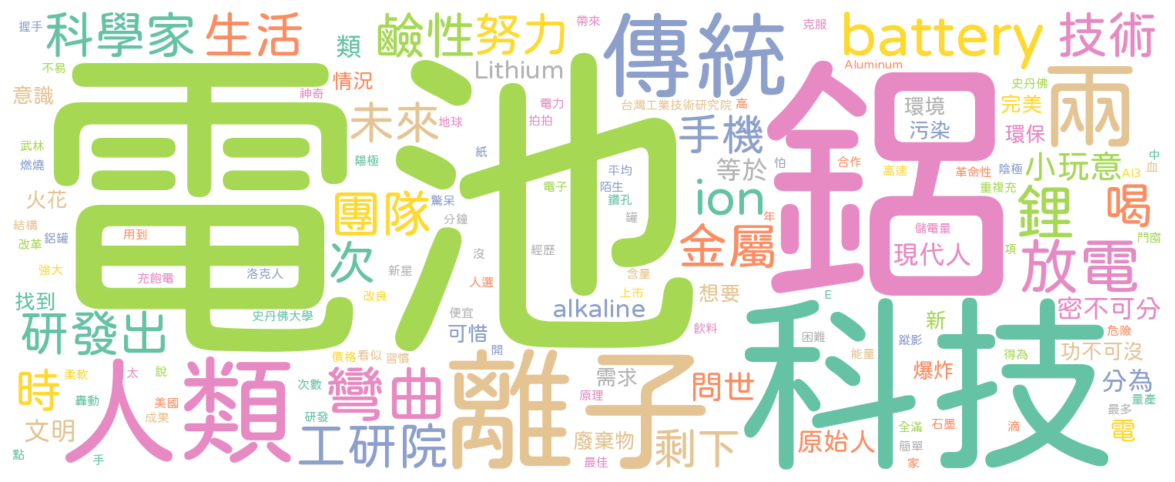 握手
科學家
生活
類
鹼性
努力
傳統
克服
帶來
battery
技術
Aluminum
不易
意識
情況
神奇
Lithium
台灣工業技術研究院
高
史丹佛
完美
環境
污染
環保
兩
電池
鋁
未來
地球
電力
拍拍
手機
武林
燃燒
陽極
紙
平均
等於
怕
合作
高速
革命性
陰極
小玩意
AI3
中
血
火花
團隊
驚呆
電子
陌生
鑽孔
ion
重複充
鋰
喝
結構
改革
鋁罐
用到
分鐘
罐
年
儲電量
門窗
金屬
現代人
項
放電
次
沒
經歷
強大
充飽電
洛克人
新星
人選
含量
上市
想要
找到
改良
E
密不可分
史丹佛大學
便宜
alkaline
研發出
可惜
飲料
科技
困難
蹤影
新
危險
開
價格
看似
習慣
能量
得為
功不可沒
時
柔軟
太
說
人類
離子
需求
問世
爆炸
分為
轟動
美國
次數
彎曲
原理
量產
成果
研發
最多
文明
工研院
廢棄物
剩下
原始人
全滿
石墨
滴
電
簡單
點
手
最佳
家